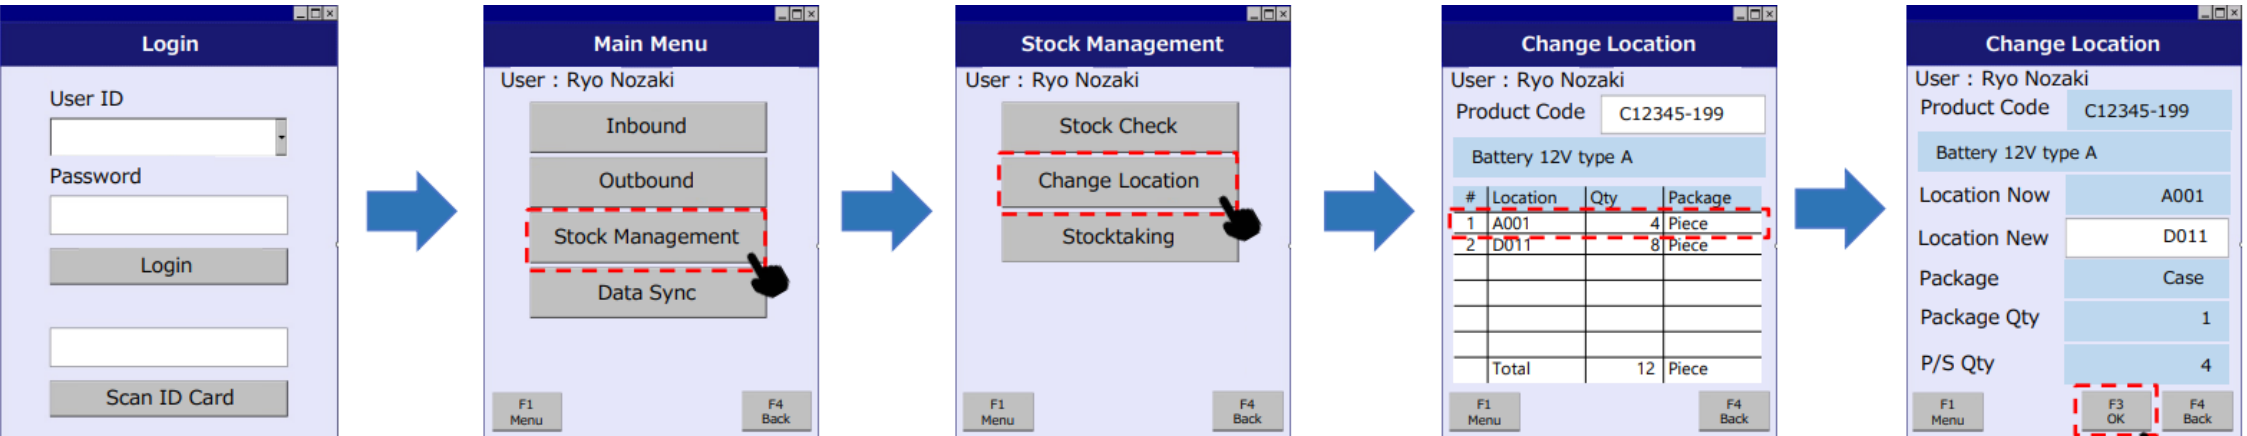 Login
User ID
Password
Login
Scan ID Card
Main Menu
User : Ryo Nozaki
Inbound
Outbound
Stock Management
Data Sync
F1 F4
Menu Back
Stock Management
User : Ryo Nozaki
Stock Check
Change Location
Stocktaking
F1 F4
Menu Back
Change Location
User : Ryo Nozaki
Product Code C12345-199
Battery 12V type A
# Location Qty Package
1 A001 4 Piece
2 D011 8 Piece
Total 12 Piece
F1 F4
Menu Back
Change Location
User : Ryo Nozaki
Product Code C12345-199
Battery 12V type A
Location Now A001
Location New D011
Package Case
Package Qty 1
P/S Qty 4
F1 F3 F4
Menu OK Back